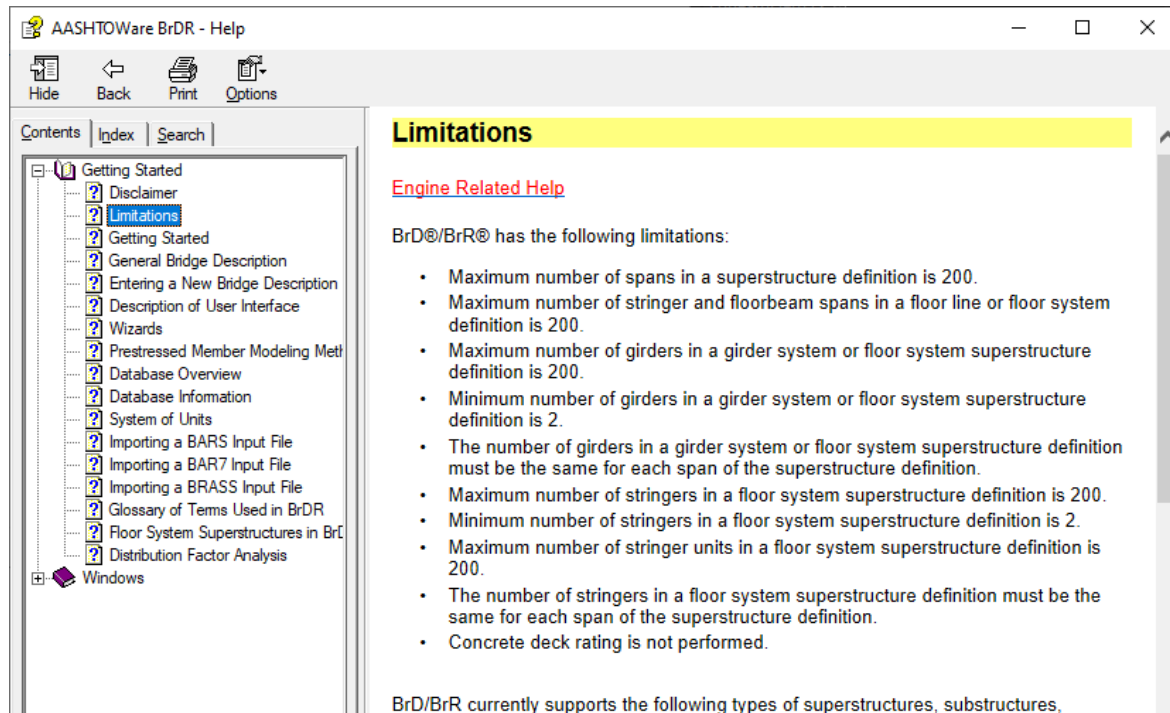 AASHTOWare BrDR - Help
Hide Back Print Options
Contents Index Search
Getting Started
Disclaimer
Limitations
Getting Started
General Bridge Description
Entering a New Bridge Description
Description of User Interface
Wizards
Prestressed Member Modeling Meth
Database Overview
Database Information
System of Units
Importing a BARS Input File
Importing a BAR7 Input File
Importing a BRASS Input File
Glossary of Terms Used in BrDR
Floor System Superstructures in BrD
Distribution Factor Analysis
Windows
Limitations
Engine Related Help
BrD®/BrR® has the following limitations:
• Maximum number of spans in a superstructure definition is 200.
• Maximum number of stringer and floorbeam spans in a floor line or floor system
definition is 200.
• Maximum number of girders in a girder system or floor system superstructure
definition is 200.
• Minimum number of girders in a girder system or floor system superstructure
definition is 2.
• The number of girders in a girder system or floor system superstructure definition
must be the same for each span of the superstructure definition.
• Maximum number of stringers in a floor system superstructure definition is 200.
• Minimum number of stringers in a floor system superstructure definition is 2.
• Maximum number of stringer units in a floor system superstructure definition is
200.
• The number of stringers in a floor system superstructure definition must be the
same for each span of the superstructure definition.
• Concrete deck rating is not performed.
BrD/BrR currently supports the following types of superstructures, substructures,